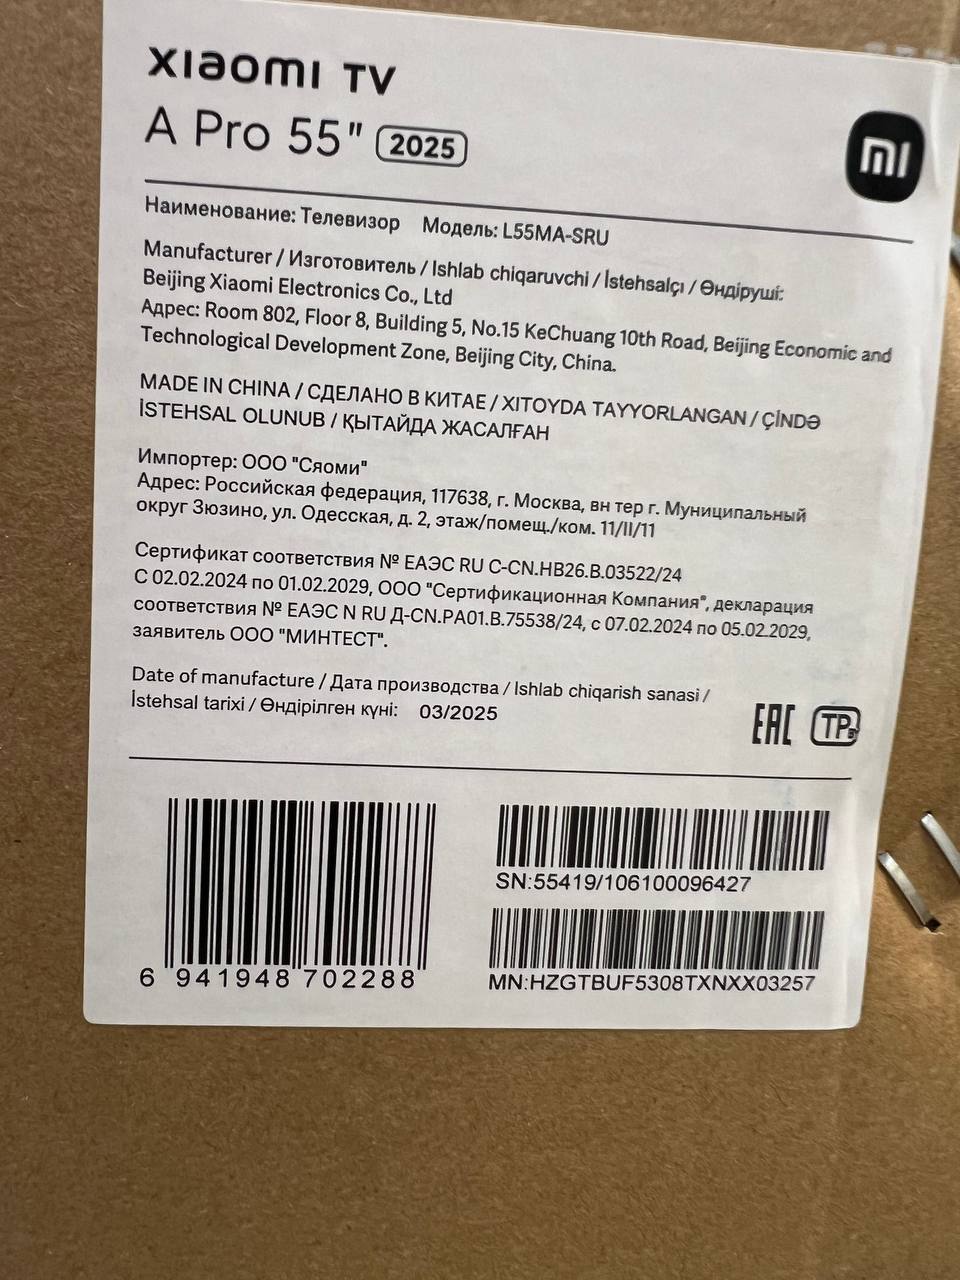 xiaomi TV
A Pro 55" 2025
mi
Наименование: Телевизор Модель: L55MA-SRU
Manufacturer / Изготовитель / Ishlab chiqaruvchi / İstehsalçı / Өндіруші:
Beijing Xiaomi Electronics Co., Ltd
Адрес: Room 802, Floor 8, Building 5, No.15 KeChuang 10th Road, Beijing Economic and
Technological Development Zone, Beijing City, China.
MADE IN CHINA / СДЕЛАНО В КИТАЕ / XITOYDA TAYYORLANGAN / ÇİNDƏ
İSTEHSAL OLUNUB / ҚЫТАЙДА ЖАСАЛҒАН
Импортер: ООО "Сяоми"
Адрес: Российская федерация, 117638, г. Москва, вн тер г. Муниципальный
округ Зюзино, ул. Одесская, д. 2, этаж/помещ./ком. 11/II/11
Сертификат соответствия № ЕАЭС RU C-CN.HB26.B.03522/24
С 02.02.2024 по 01.02.2029, ООО "Сертификационная Компания", декларация
соответствия № ЕАЭС N RU Д-CN.PA01.B.75538/24, с 07.02.2024 по 05.02.2029,
заявитель ООО "МИНТЕСТ".
Date of manufacture / Дата производства / Ishlab chiqarish sanasi /
İstehsal tarixi / Өндірілген күні: 03/2025
EAC TP
SN:55419/106100096427
6 941948 702288
MN:HZGTBUF5308TXNXX03257